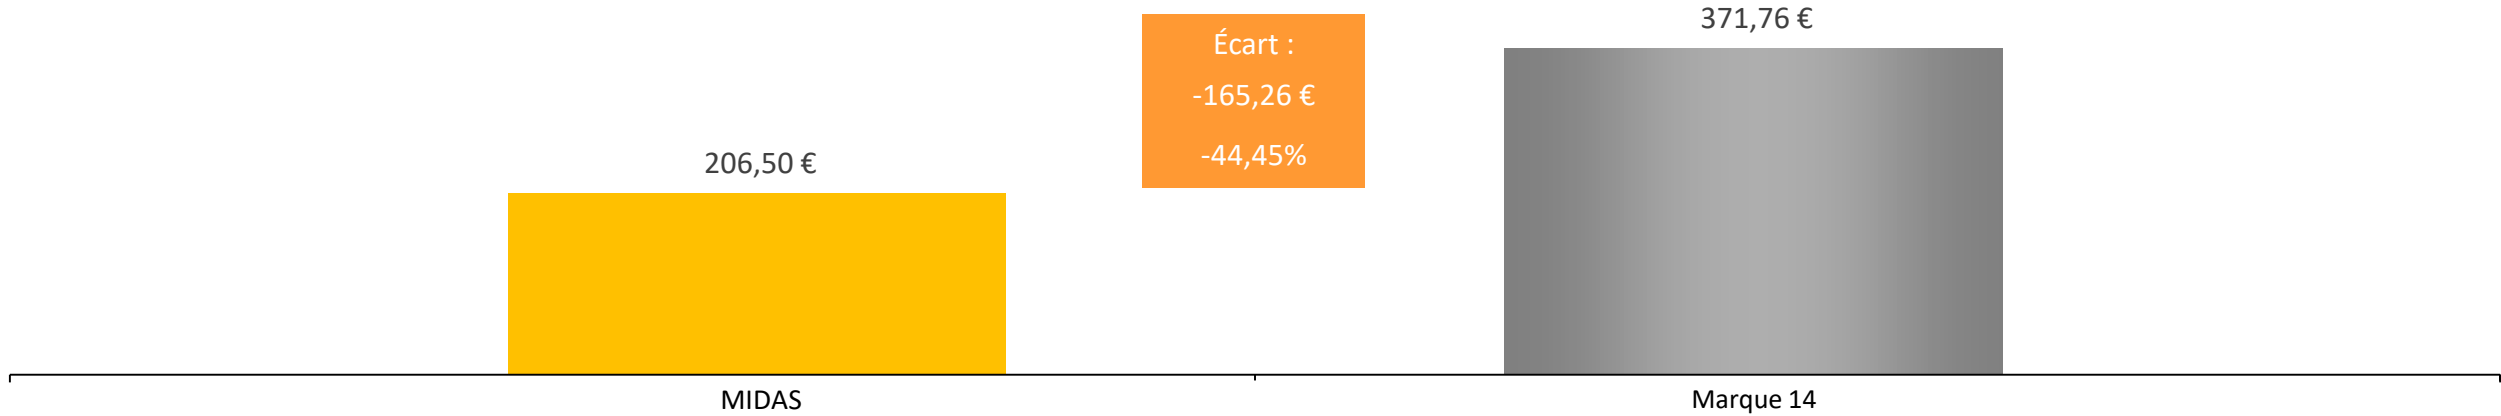 371,76 €
Écart :
-165,26 €
-44,45%
206,50 €
MIDAS
Marque 14